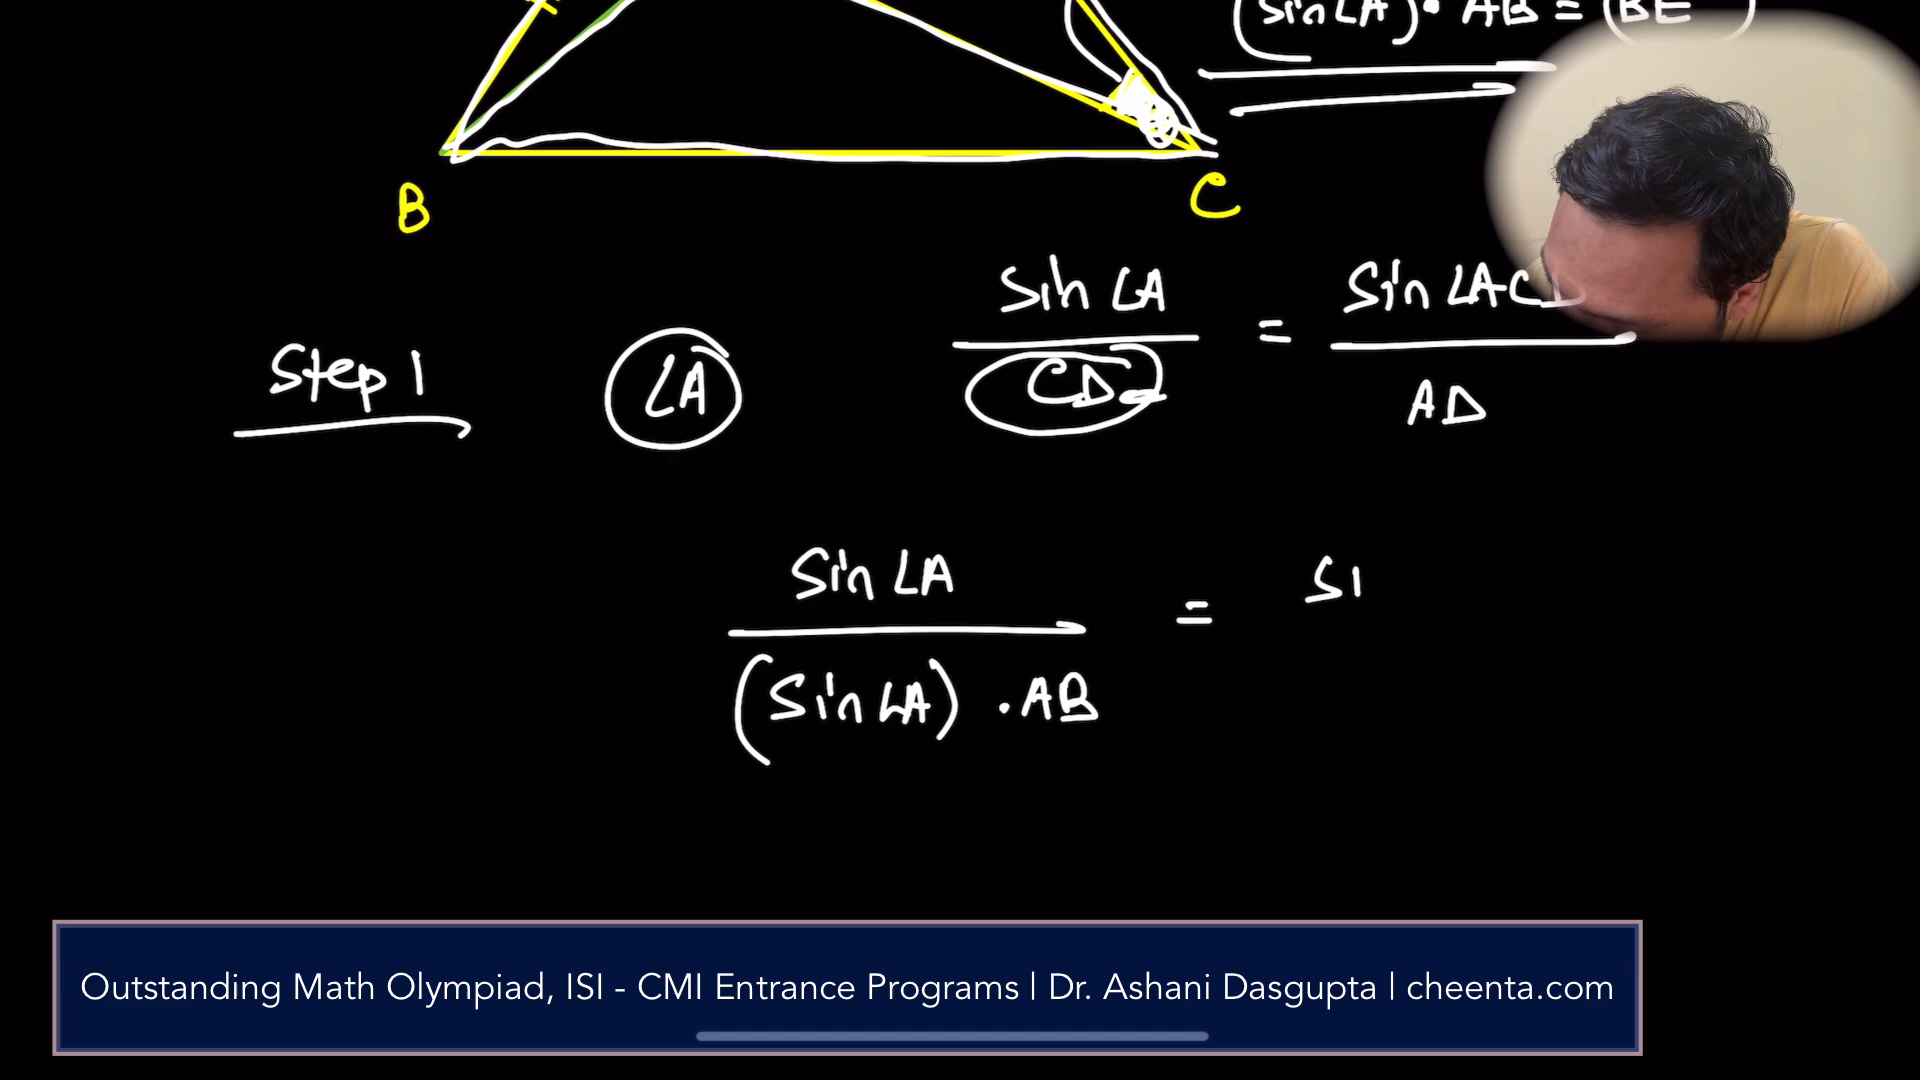 (Sin ∠A) · AB = (BE
B
C
Sin ∠A / CD = Sin ∠ACD / AD
Step 1
∠A
Sin ∠A / (Sin ∠A) · AB = SI
Outstanding Math Olympiad, ISI - CMI Entrance Programs | Dr. Ashani Dasgupta | cheenta.com